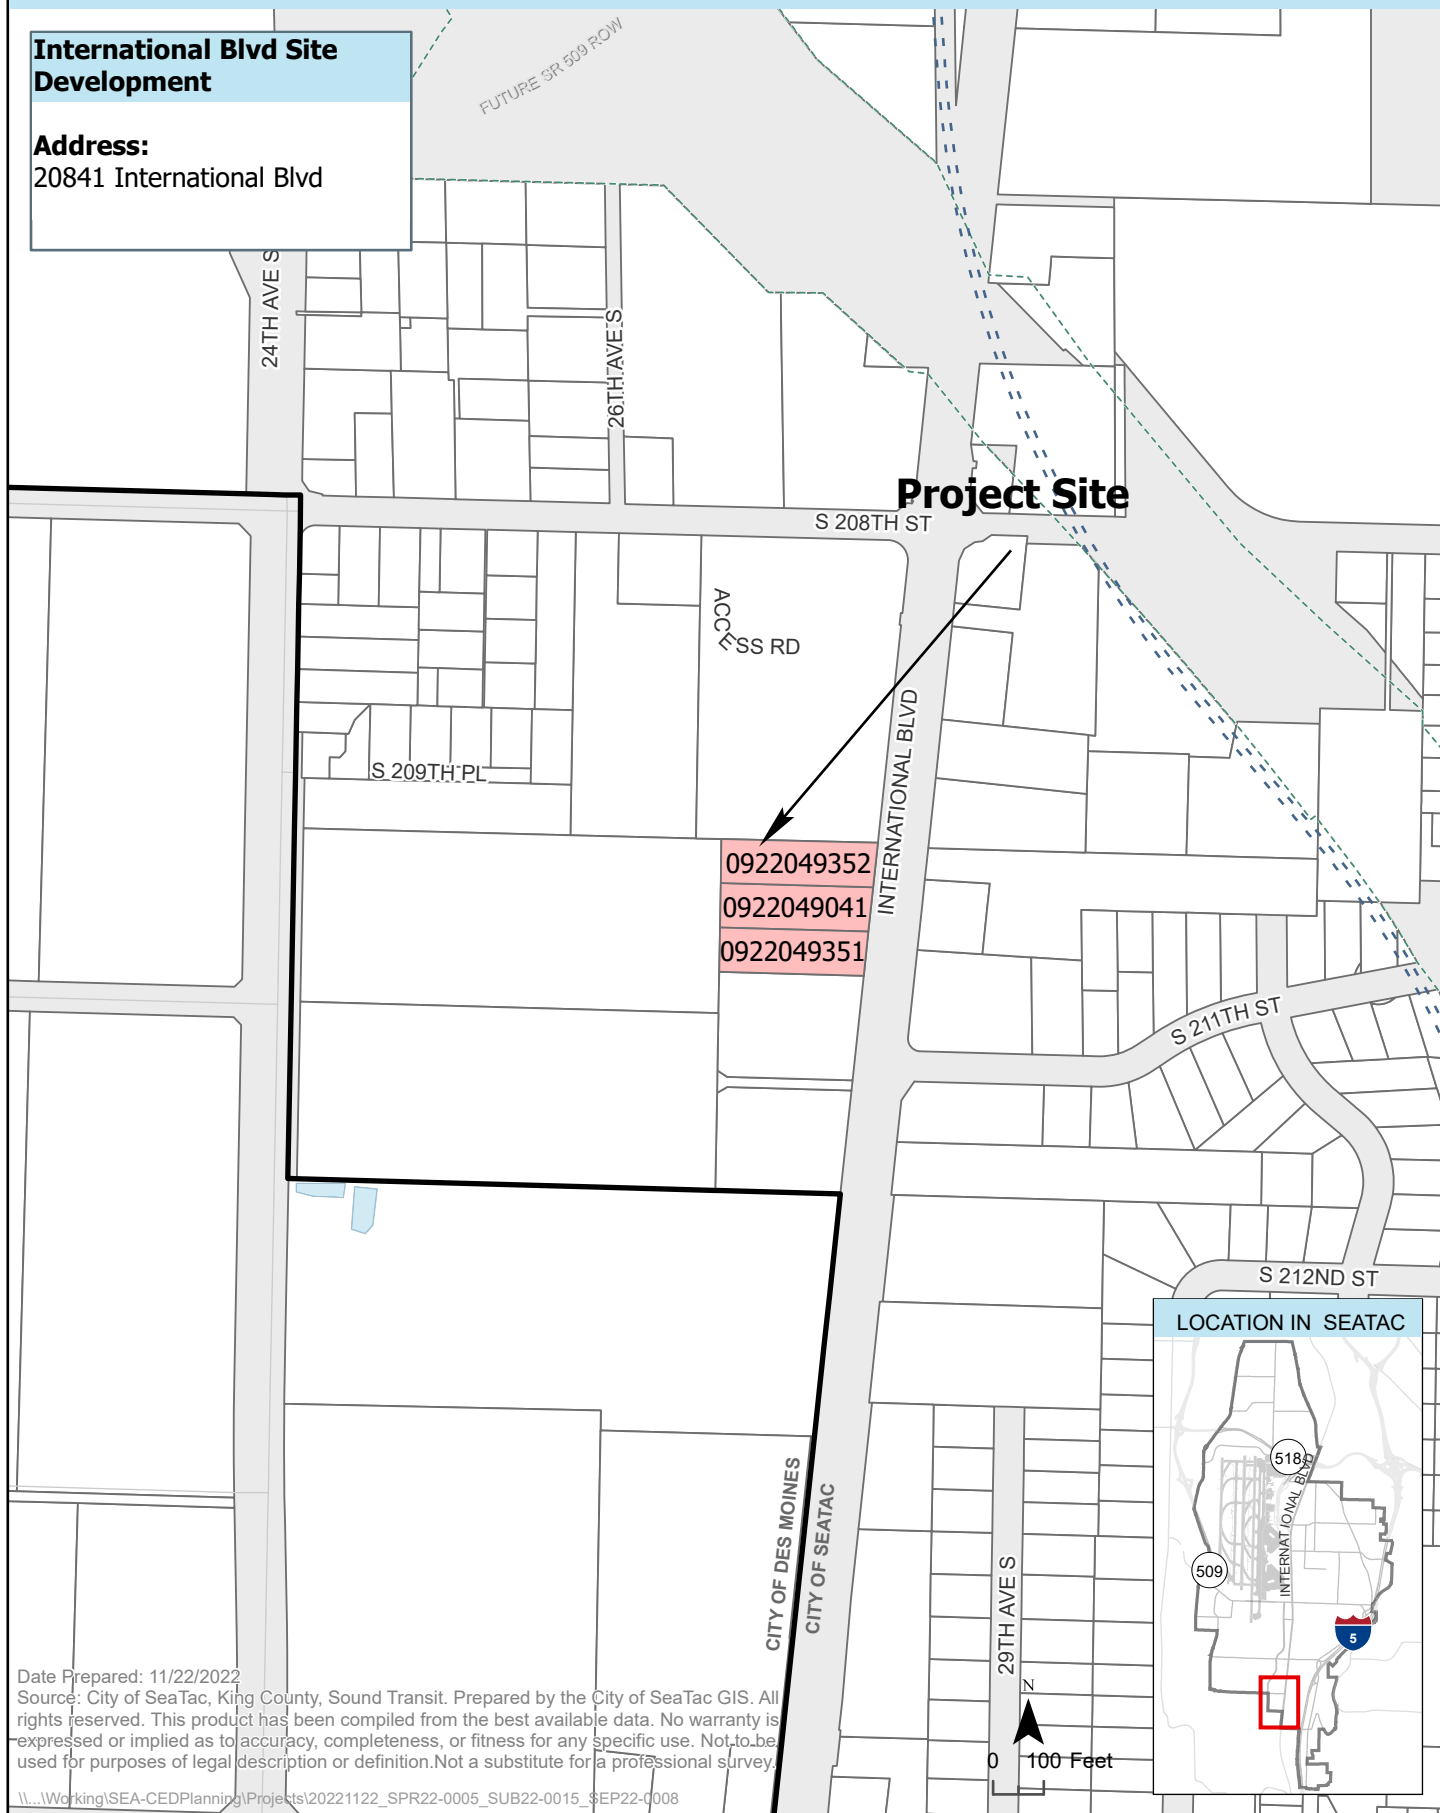 International Blvd Site
Development
Address:
20841 International Blvd
FUTURE SR 509 ROW
24TH AVE S
26TH AVE S
Project Site
S 208TH ST
ACCESS RD
INTERNATIONAL BLVD
S 209TH PL
0922049352
0922049041
0922049351
S 211TH ST
S 212ND ST
LOCATION IN SEATAC
518
INTERNATIONAL BLVD
509
5
CITY OF DES MOINES
CITY OF SEATAC
29TH AVE S
N
0 100 Feet
Date Prepared: 11/22/2022
Source: City of SeaTac, King County, Sound Transit. Prepared by the City of SeaTac GIS. All
rights reserved. This product has been compiled from the best available data. No warranty is
expressed or implied as to accuracy, completeness, or fitness for any specific use. Not to be
used for purposes of legal description or definition.Not a substitute for a professional survey.
\\...\Working\SEA-CEDPlanning\Projects\20221122_SPR22-0005_SUB22-0015_SEP22-0008